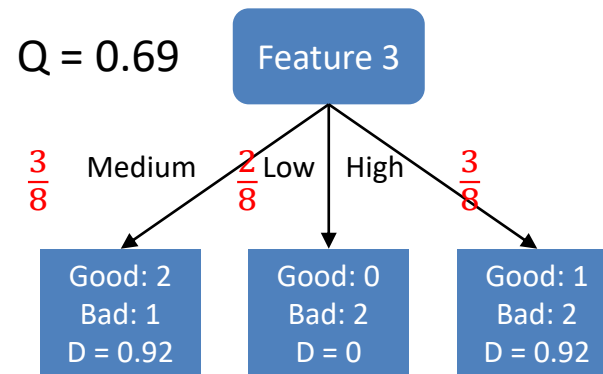 Q = 0.69
Feature 3
3/8
Medium
2/8
Low
High
3/8
Good: 2
Bad: 1
D = 0.92
Good: 0
Bad: 2
D = 0
Good: 1
Bad: 2
D = 0.92